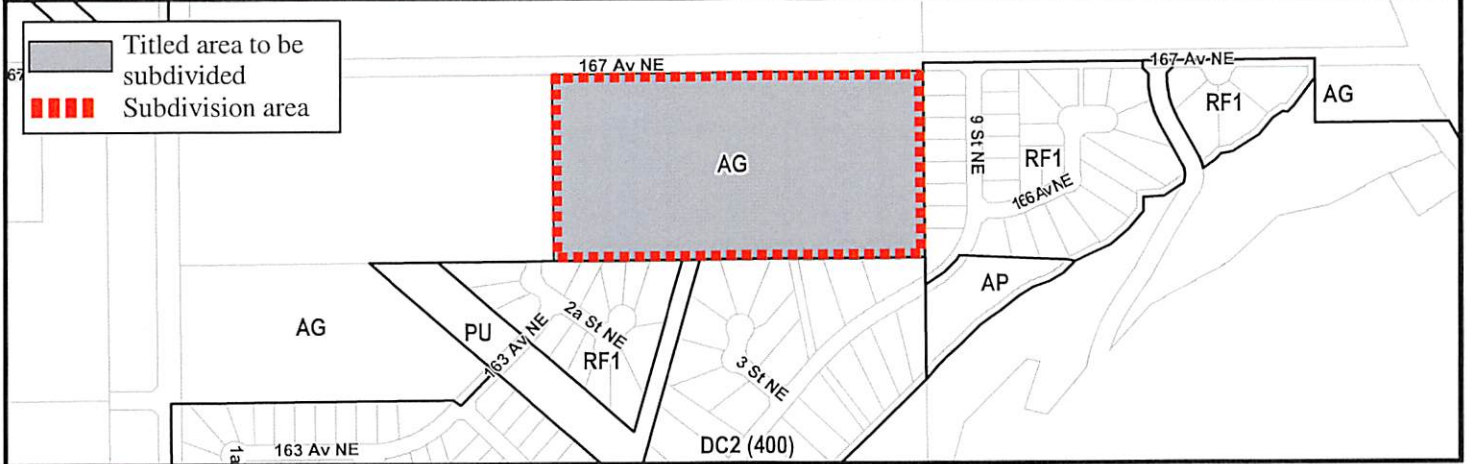 Titled area to be
subdivided
Subdivision area
67
167 Av NE
167 Av NE
RF1
AG
AG
9 St NE
RF1
166 Av NE
AP
AG
PU
2a St NE
163 Av NE
RF1
3 St NE
DC2 (400)
163 Av NE
1a